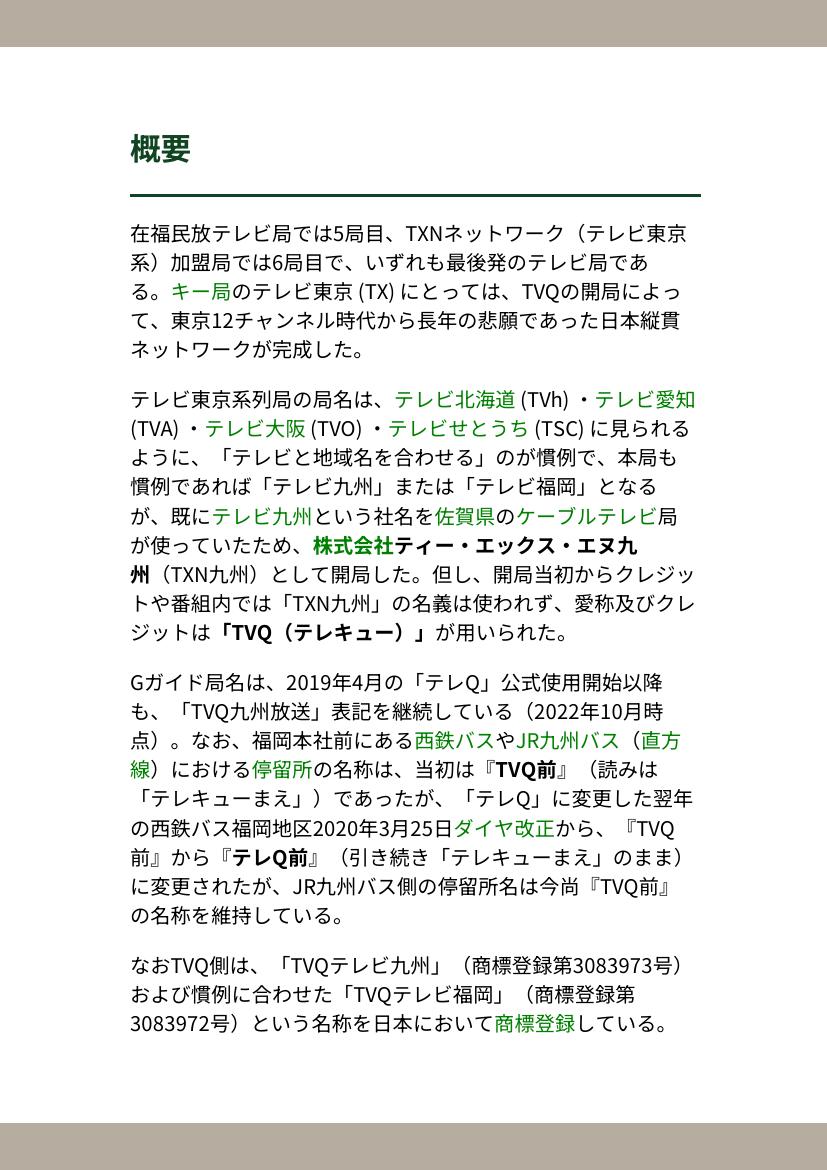 概要
在福民放テレビ局では5局目、TXNネットワーク（テレビ東京
系）加盟局では6局目で、いずれも最後発のテレビ局であ
る。キー局のテレビ東京 (TX) にとっては、TVQの開局によっ
て、東京12チャンネル時代から長年の悲願であった日本縦貫
ネットワークが完成した。
テレビ東京系列局の局名は、テレビ北海道 (TVh) ・テレビ愛知
(TVA) ・テレビ大阪 (TVO) ・テレビせとうち (TSC) に見られる
ように、「テレビと地域名を合わせる」のが慣例で、本局も
慣例であれば「テレビ九州」または「テレビ福岡」となる
が、既にテレビ九州という社名を佐賀県のケーブルテレビ局
が使っていたため、株式会社ティー・エックス・エヌ九
州（TXN九州）として開局した。但し、開局当初からクレジッ
トや番組内では「TXN九州」の名義は使われず、愛称及びクレ
ジットは「TVQ（テレキュー）」が用いられた。
Gガイド局名は、2019年4月の「テレQ」公式使用開始以降
も、「TVQ九州放送」表記を継続している（2022年10月時
点）。なお、福岡本社前にある西鉄バスやJR九州バス（直方
線）における停留所の名称は、当初は『TVQ前』（読みは
「テレキューまえ」）であったが、「テレQ」に変更した翌年
の西鉄バス福岡地区2020年3月25日ダイヤ改正から、『TVQ
前』から『テレQ前』（引き続き「テレキューまえ」のまま）
に変更されたが、JR九州バス側の停留所名は今尚『TVQ前』
の名称を維持している。
なおTVQ側は、「TVQテレビ九州」（商標登録第3083973号）
および慣例に合わせた「TVQテレビ福岡」（商標登録第
3083972号）という名称を日本において商標登録している。